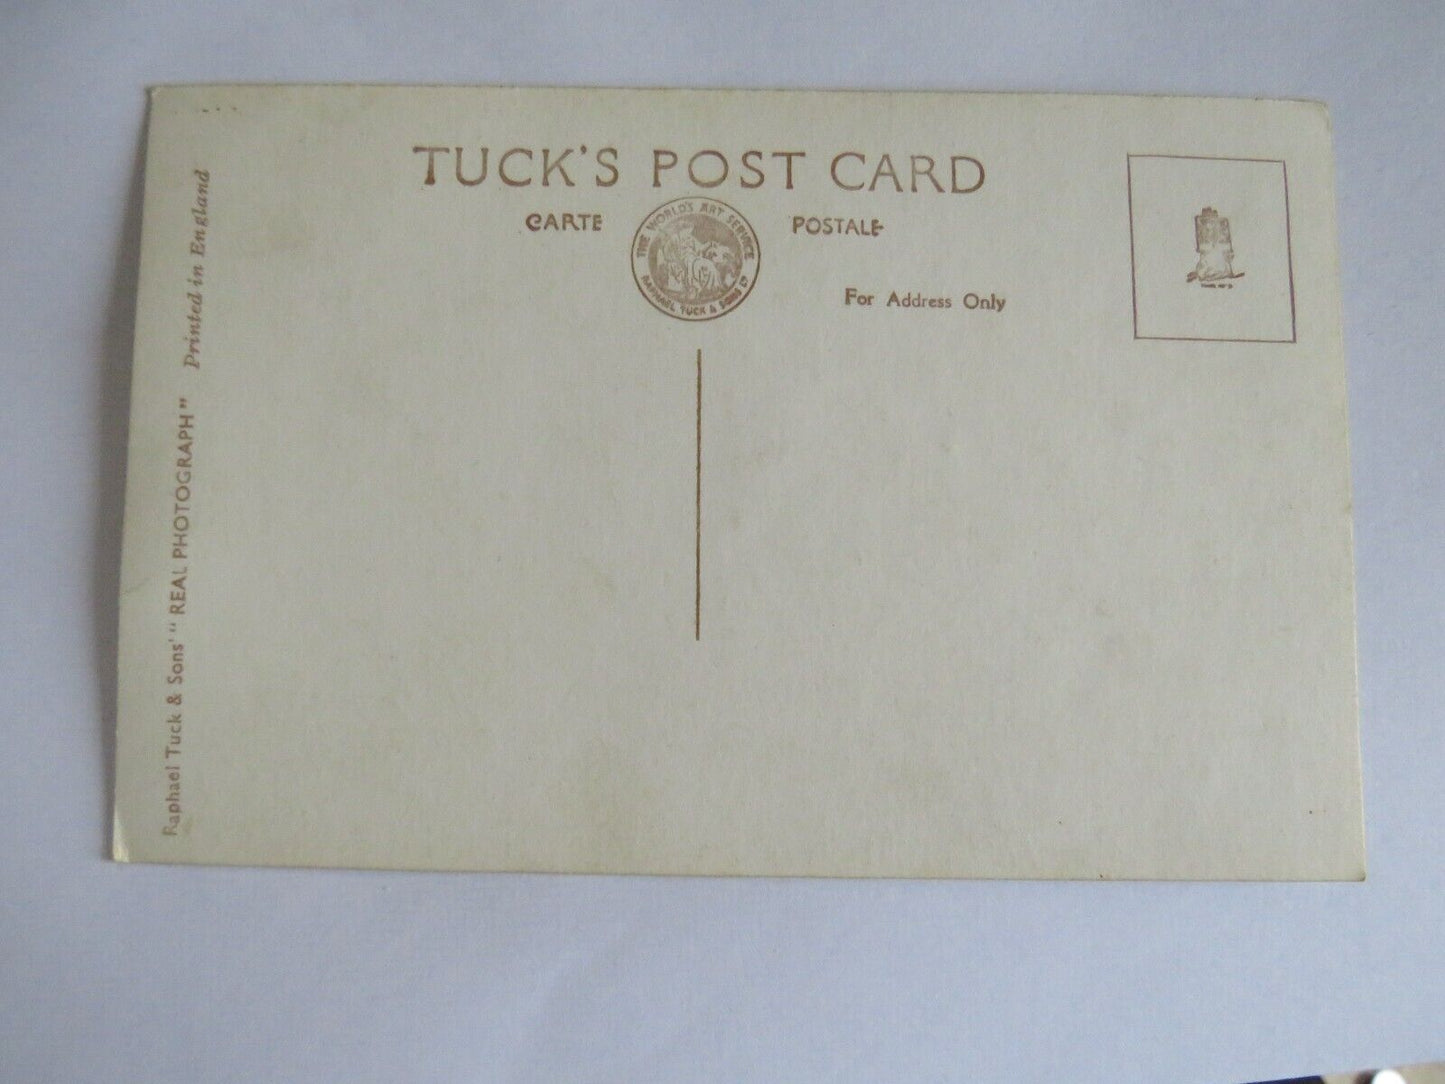 TUCK'S POST CARD
CARTE POSTALE
THE WORLD'S ART SERVICE
RAPHAEL TUCK & SONS LD
For Address Only
Raphael Tuck & Sons' "REAL PHOTOGRAPH" Printed in England